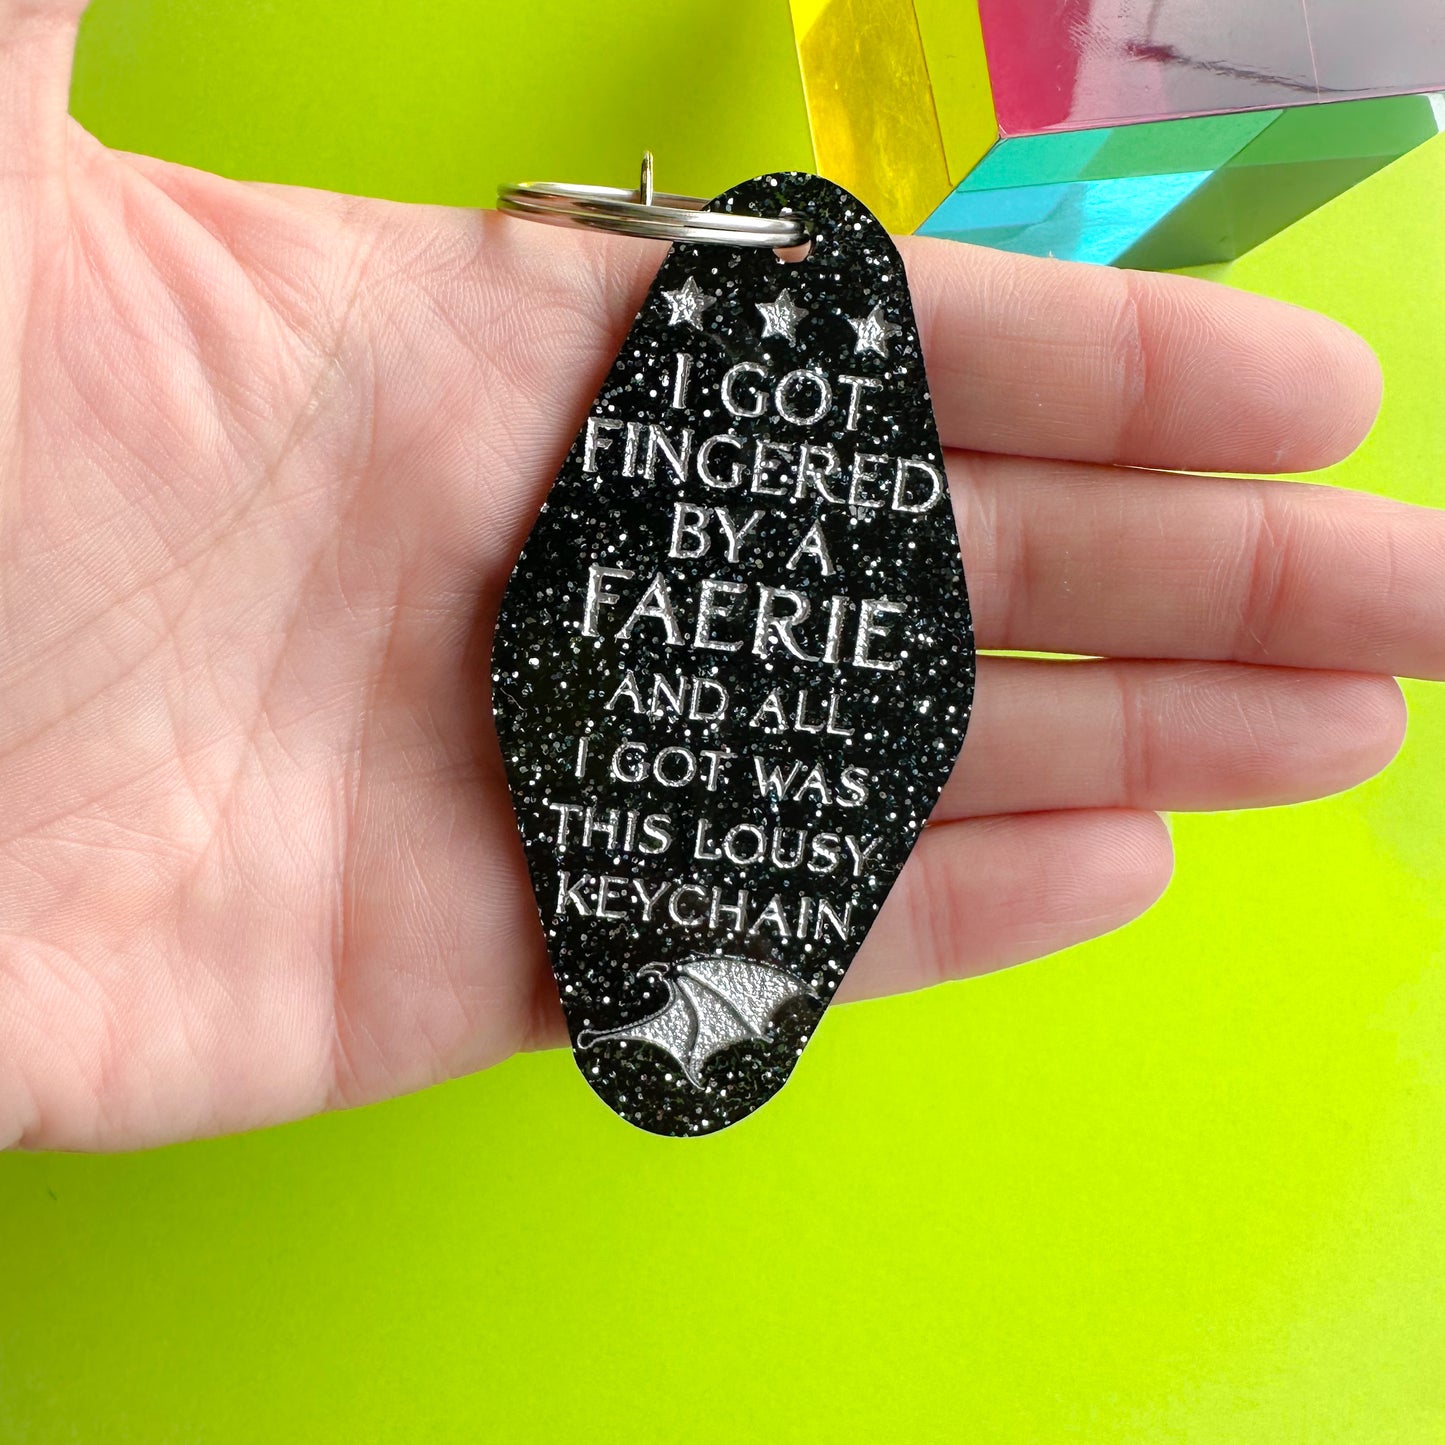 I GOT
FINGERED
BY A
FAERIE
AND ALL
I GOT WAS
THIS LOUSY
KEYCHAIN